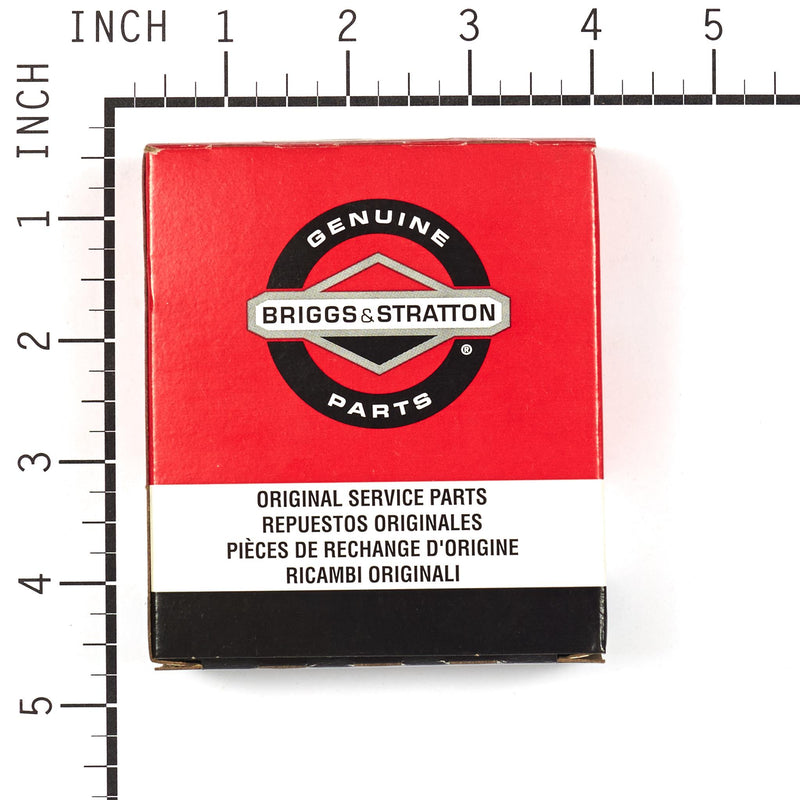 INCH 1 2 3 4 5
INCH
1
2
3
4
5
GENUINE
BRIGGS & STRATTON
®
PARTS
ORIGINAL SERVICE PARTS
REPUESTOS ORIGINALES
PIÈCES DE RECHANGE D'ORIGINE
RICAMBI ORIGINALI